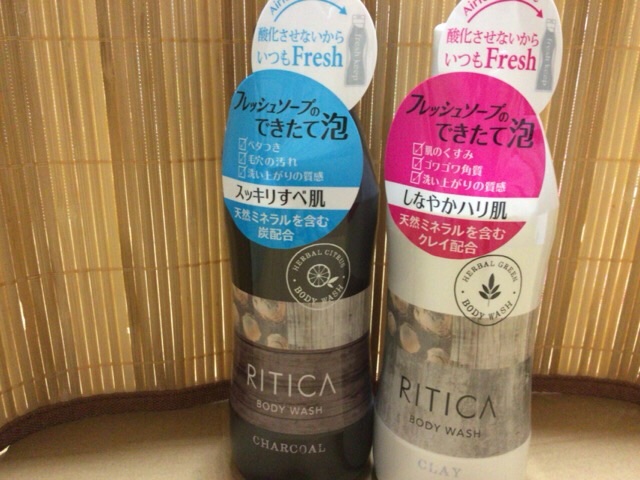 酸化させないから
いつもFresh
フレッシュソープの
できたて泡
ベタつき
毛穴の汚れ
洗い上がりの質感
スッキリすべ肌
天然ミネラルを含む
炭配合
HERBAL CITRUS
BODY WASH
RITICA
BODY WASH
CHARCOAL
酸化させないから
いつもFresh
フレッシュソープの
できたて泡
肌のくすみ
ゴワゴワ角質
洗い上がりの質感
しなやかハリ肌
天然ミネラルを含む
クレイ配合
HERBAL GREEN
BODY WASH
RITICA
BODY WASH
CLAY